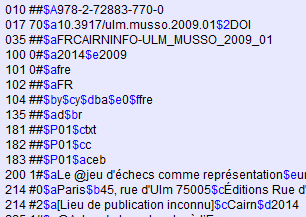 010 ##$A978-2-72883-770-0
017 70$a10.3917/ulm.musso.2009.01$2DOI
035 ##$aFRCAIRNINFO-ULM_MUSSO_2009_01
100 0#$a2014$e2009
101 0#$afre
102 ##$aFR
104 ##$by$cy$dba$e0$ffre
135 ##$ad$br
181 ##$P01$ctxt
182 ##$P01$cc
183 ##$P01$aceb
200 1#$aLe @jeu d'échecs comme représentation$eun
214 #0$aParis$b45, rue d'Ulm 75005$cÉditions Rue d
214 #2$a[Lieu de publication inconnu]$cCairn$d2014